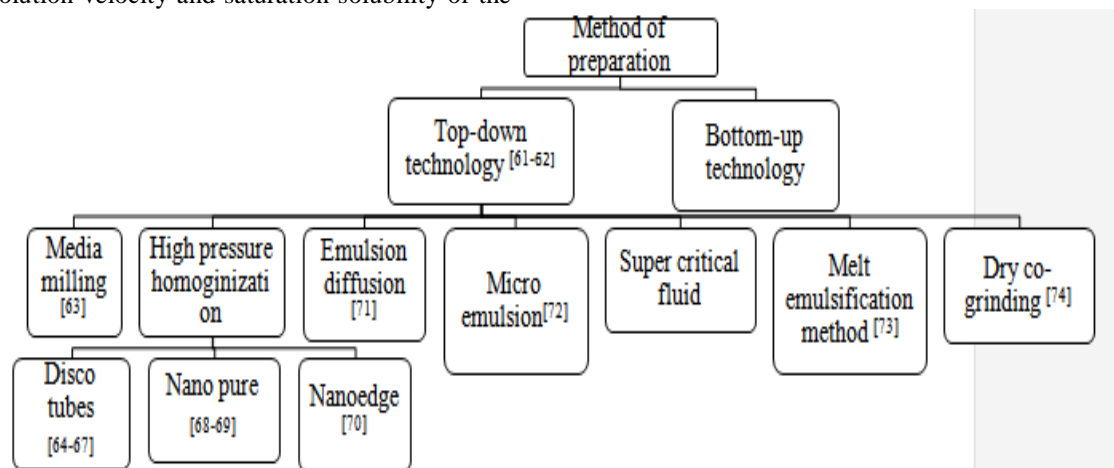 olution velocity and saturation solubility of the
Method of
preparation
Top-down
technology [61-62]
Bottom-up
technology
Media
milling
[63]
High pressure
homoginizati
on
Emulsion
diffusion
[71]
Micro
emulsion[72]
Super critical
fluid
Melt
emulsification
method [73]
Dry co-
grinding [74]
Disco
tubes
[64-67]
Nano pure
[68-69]
Nanoedge
[70]